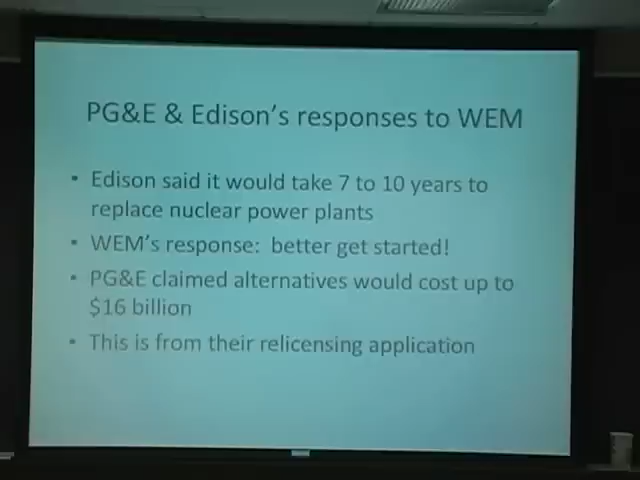 PG&E & Edison's responses to WEM
• Edison said it would take 7 to 10 years to
replace nuclear power plants
• WEM's response: better get started!
• PG&E claimed alternatives would cost up to
$16 billion
• This is from their relicensing application